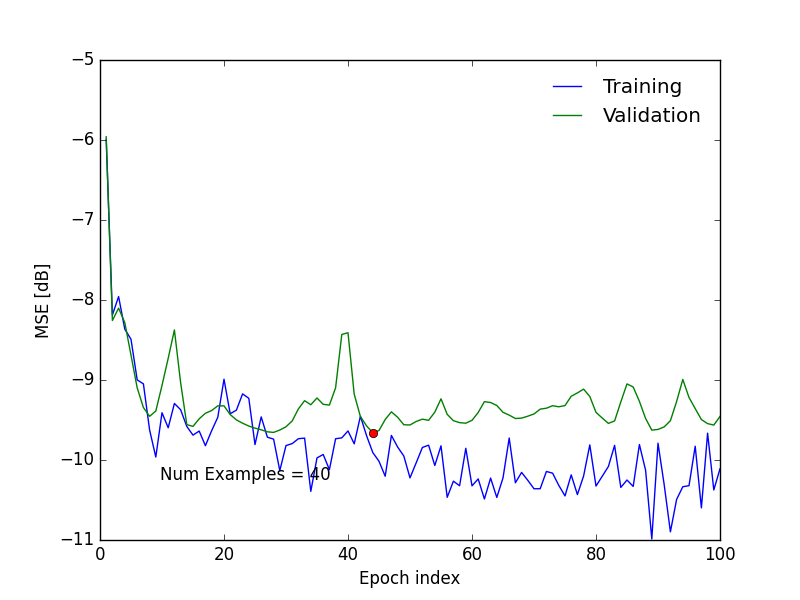 −5
−6
−7
−8
−9
−10
−11
MSE [dB]
Training
Validation
Num Examples = 40
0 20 40 60 80 100
Epoch index